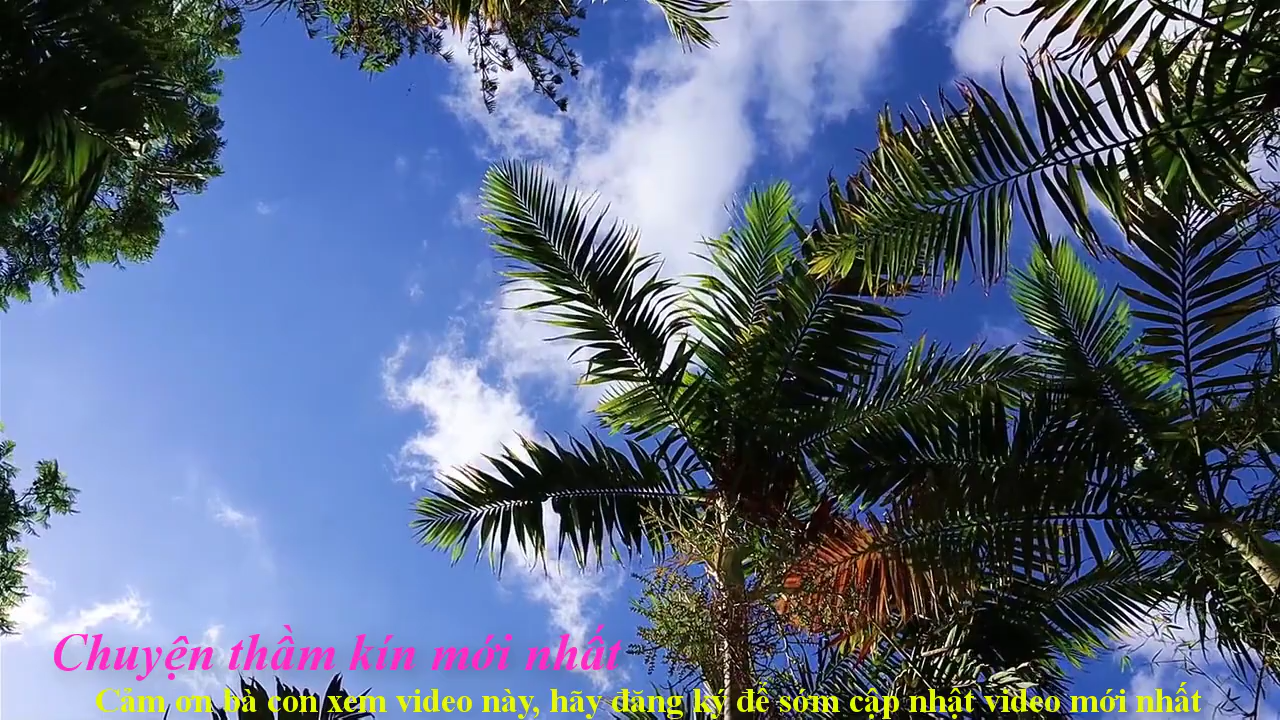 Chuyện thầm kín mới nhất
Cảm ơn bà con xem video này, hãy đăng ký để sớm cập nhật video mới nhất